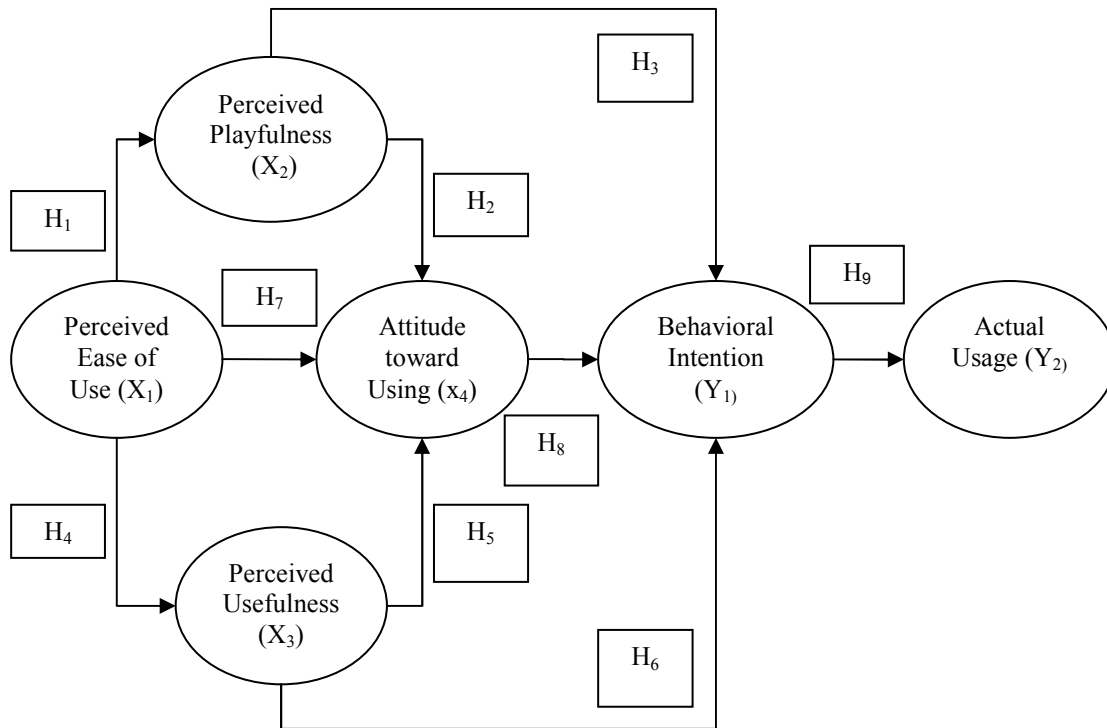 H3
Perceived
Playfulness
(X2)
H2
H1
H9
H7
Perceived
Ease of
Use (X1)
Attitude
toward
Using (x4)
Behavioral
Intention
(Y1)
Actual
Usage (Y2)
H8
H4
H5
Perceived
Usefulness
(X3)
H6